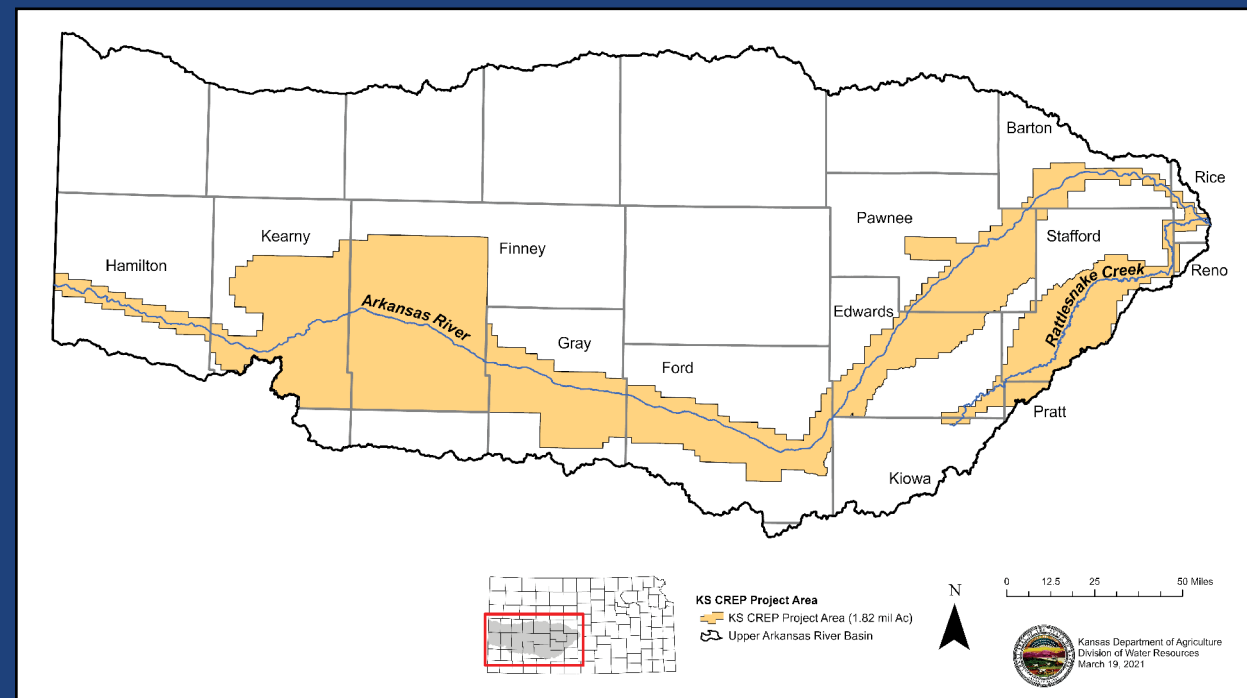 Barton
Rice
Pawnee
Stafford
Kearny
Finney
Hamilton
Reno
Rattlesnake Creek
Arkansas River
Edwards
Gray
Ford
Pratt
Kiowa
KS CREP Project Area
KS CREP Project Area (1.82 mil Ac)
Upper Arkansas River Basin
N
0 12.5 25 50 Miles
Kansas Department of Agriculture
Division of Water Resources
March 19, 2021